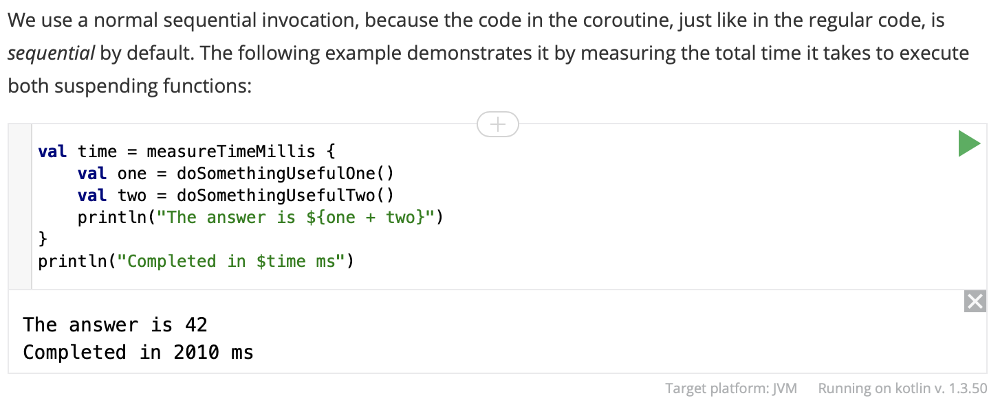 We use a normal sequential invocation, because the code in the coroutine, just like in the regular code, is
sequential by default. The following example demonstrates it by measuring the total time it takes to execute
both suspending functions:
val time = measureTimeMillis {
    val one = doSomethingUsefulOne()
    val two = doSomethingUsefulTwo()
    println("The answer is ${one + two}")
}
println("Completed in $time ms")
The answer is 42
Completed in 2010 ms
Target platform: JVM Running on kotlin v. 1.3.50